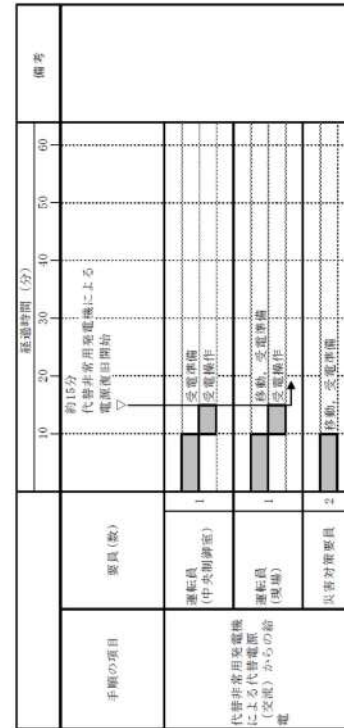 経過時間（分）
備考
10
20
30
40
50
60
手順の項目
要員(数)
約15分
代替非常用発電機による
電源復旧開始
▽
代替非常用発電機
による代替電源
（交流）からの給
電
運転員
（中央制御室）
1
受電準備
受電操作
運転員
（現場）
1
移動，受電準備
受電操作
災害対策要員
2
移動，受電準備